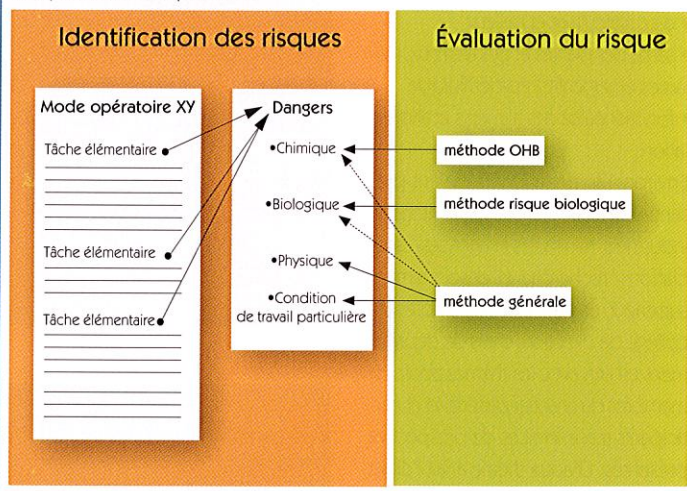 Identification des risques
Évaluation du risque
Mode opératoire XY
Tâche élémentaire
Tâche élémentaire
Tâche élémentaire
Dangers
•Chimique
•Biologique
•Physique
•Condition
de travail particulière
méthode OHB
méthode risque biologique
méthode générale